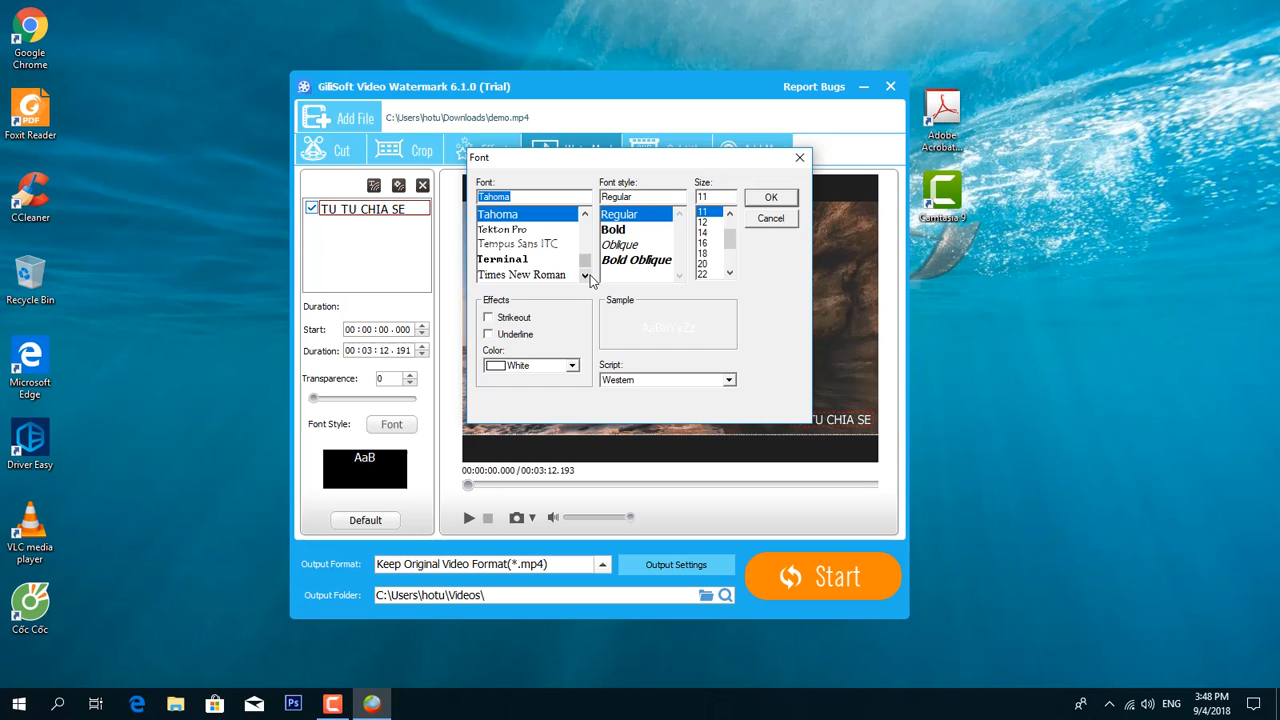 Google Chrome
Foxit Reader
CCleaner
Recycle Bin
Microsoft Edge
Driver Easy
VLC media player
Cốc Cốc
Adobe Acrobat...
Camtasia 9
GiliSoft Video Watermark 6.1.0 (Trial)
Report Bugs
Add File
C:\Users\hotu\Downloads\demo.mp4
Cut
Crop
TU TU CHIA SE
Duration:
Start: 00 : 00 : 00 . 000
Duration: 00 : 03 : 12 . 191
Transparence: 0
Font Style: Font
AaB
Default
Font
Font:
Font style:
Size:
Tahoma
Regular
11
OK
Cancel
Tahoma
Tekton Pro
Tempus Sans ITC
Terminal
Times New Roman
Regular
Bold
Oblique
Bold Oblique
11
12
14
16
18
20
22
Effects
Strikeout
Underline
Color:
White
Sample
AaBbYyZz
Script:
Western
TU CHIA SE
00:00:00.000 / 00:03:12.193
Output Format: Keep Original Video Format(*.mp4)
Output Settings
Output Folder: C:\Users\hotu\Videos\
Start
Ps
ENG
3:48 PM
9/4/2018